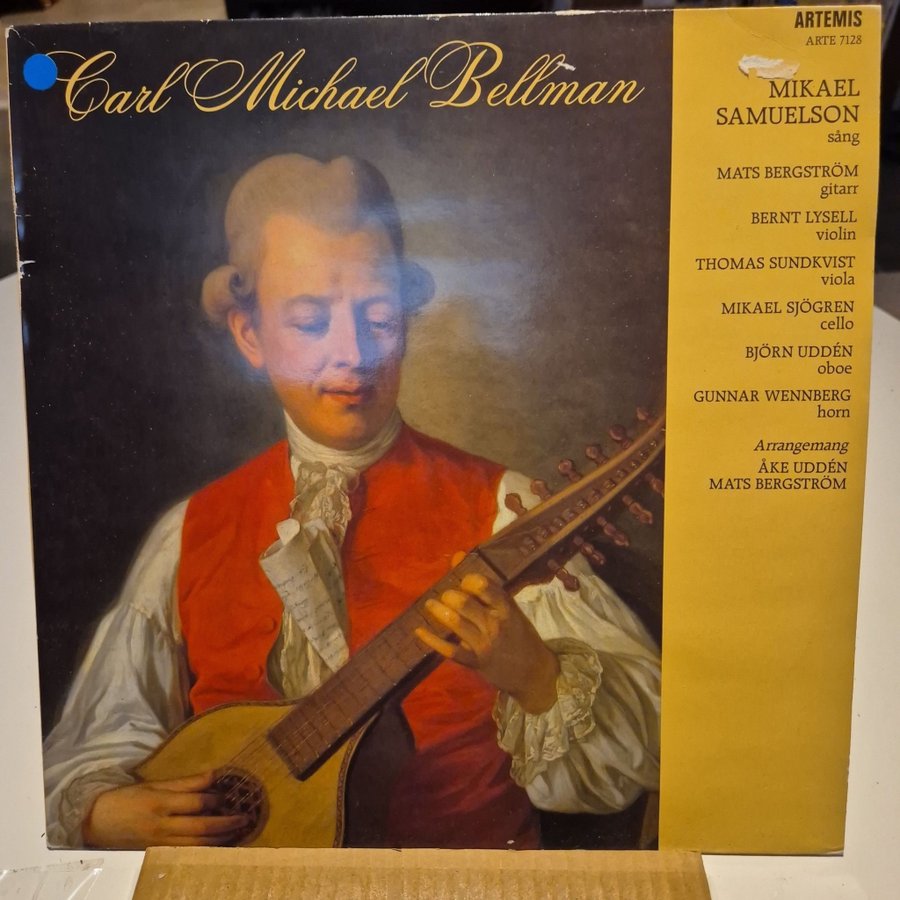 Carl Michael Bellman
ARTEMIS
ARTE 7128
MIKAEL
SAMUELSON
sång
MATS BERGSTRÖM
gitarr
BERNT LYSELL
violin
THOMAS SUNDKVIST
viola
MIKAEL SJÖGREN
cello
BJÖRN UDDÉN
oboe
GUNNAR WENNBERG
horn
Arrangemang
ÅKE UDDÉN
MATS BERGSTRÖM